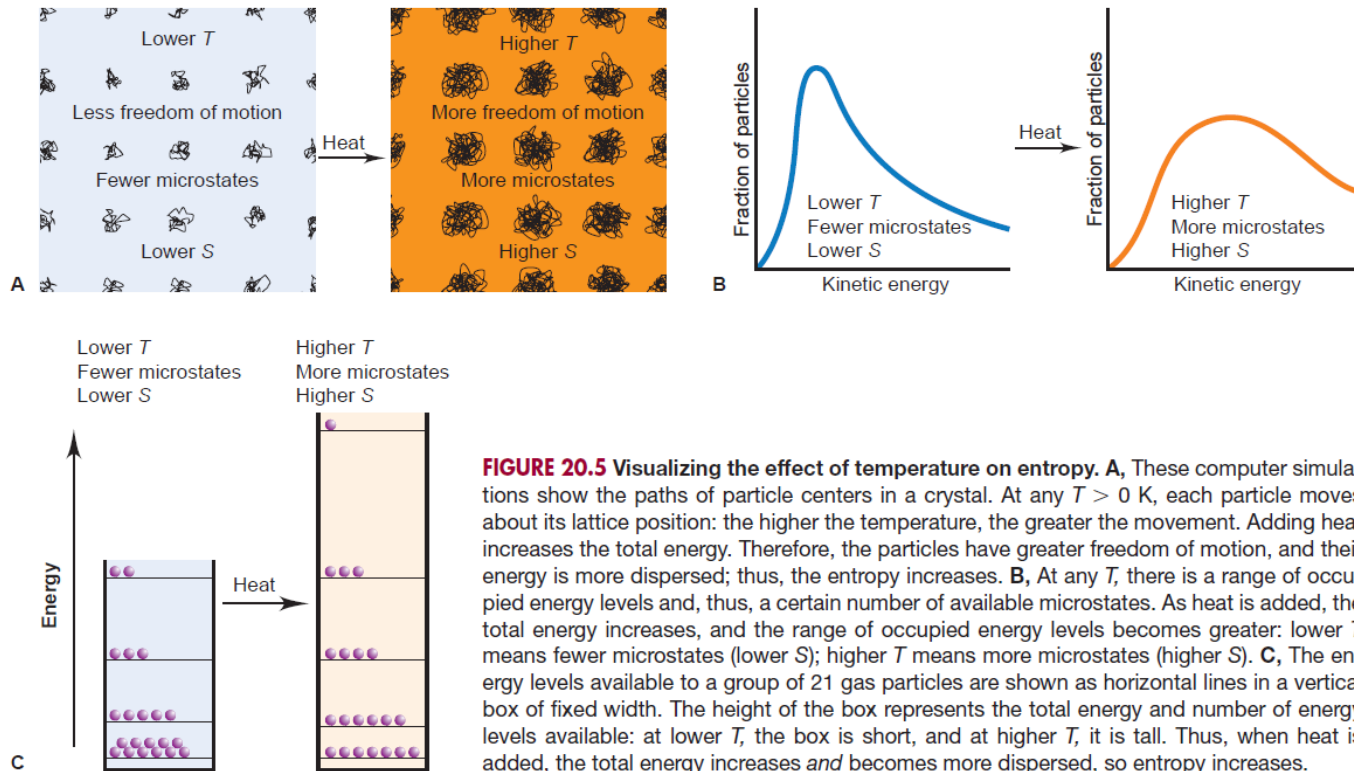 Lower T
Less freedom of motion
Fewer microstates
Lower S
Heat
Higher T
More freedom of motion
More microstates
Higher S
A
Fraction of particles
Lower T
Fewer microstates
Lower S
Kinetic energy
Heat
Fraction of particles
Higher T
More microstates
Higher S
Kinetic energy
B
Lower T
Fewer microstates
Lower S
Higher T
More microstates
Higher S
Energy
Heat
C
FIGURE 20.5 Visualizing the effect of temperature on entropy. A, These computer simula-
tions show the paths of particle centers in a crystal. At any T > 0 K, each particle moves
about its lattice position: the higher the temperature, the greater the movement. Adding hea
increases the total energy. Therefore, the particles have greater freedom of motion, and thei
energy is more dispersed; thus, the entropy increases. B, At any T, there is a range of occu-
pied energy levels and, thus, a certain number of available microstates. As heat is added, the
total energy increases, and the range of occupied energy levels becomes greater: lower T
means fewer microstates (lower S); higher T means more microstates (higher S). C, The en-
ergy levels available to a group of 21 gas particles are shown as horizontal lines in a vertica
box of fixed width. The height of the box represents the total energy and number of energy
levels available: at lower T, the box is short, and at higher T, it is tall. Thus, when heat is
added, the total energy increases and becomes more dispersed, so entropy increases.